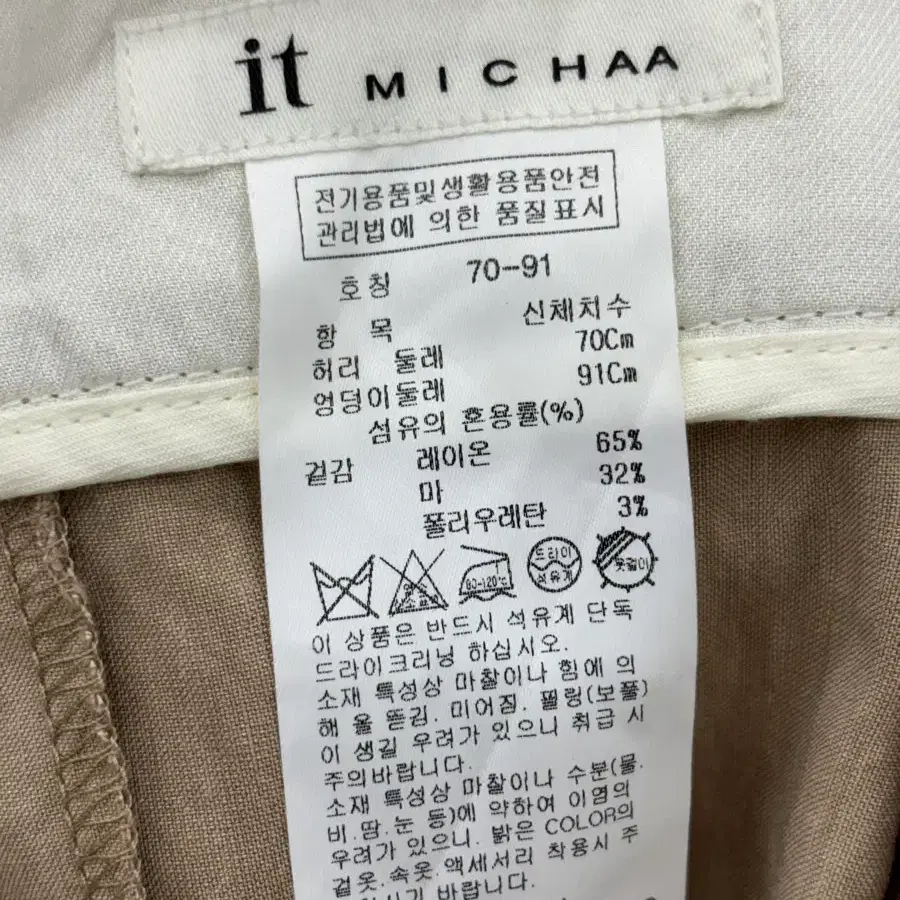 it MICHAA
전기용품및생활용품안전
관리법에 의한 품질표시
호칭 70-91
항 목 신체치수
허리 둘레 70Cm
엉덩이둘레 91Cm
섬유의 혼용률(%)
겉감 레이온 65%
마 32%
폴리우레탄 3%
80-120℃ 드라이 석유계 옷걸이
이 상품은 반드시 석유계 단독
드라이크리닝 하십시오.
소재 특성상 마찰이나 힘에 의
해 올 뜯김. 미어짐. 필링(보풀)
이 생길 우려가 있으니 취급 시
주의바랍니다.
소재 특성상 마찰이나 수분(물.
비.땀.눈 등)에 약하여 이염의
우려가 있으니. 밝은 COLOR의
겉옷.속옷.액세서리 착용시 주
바랍니다.